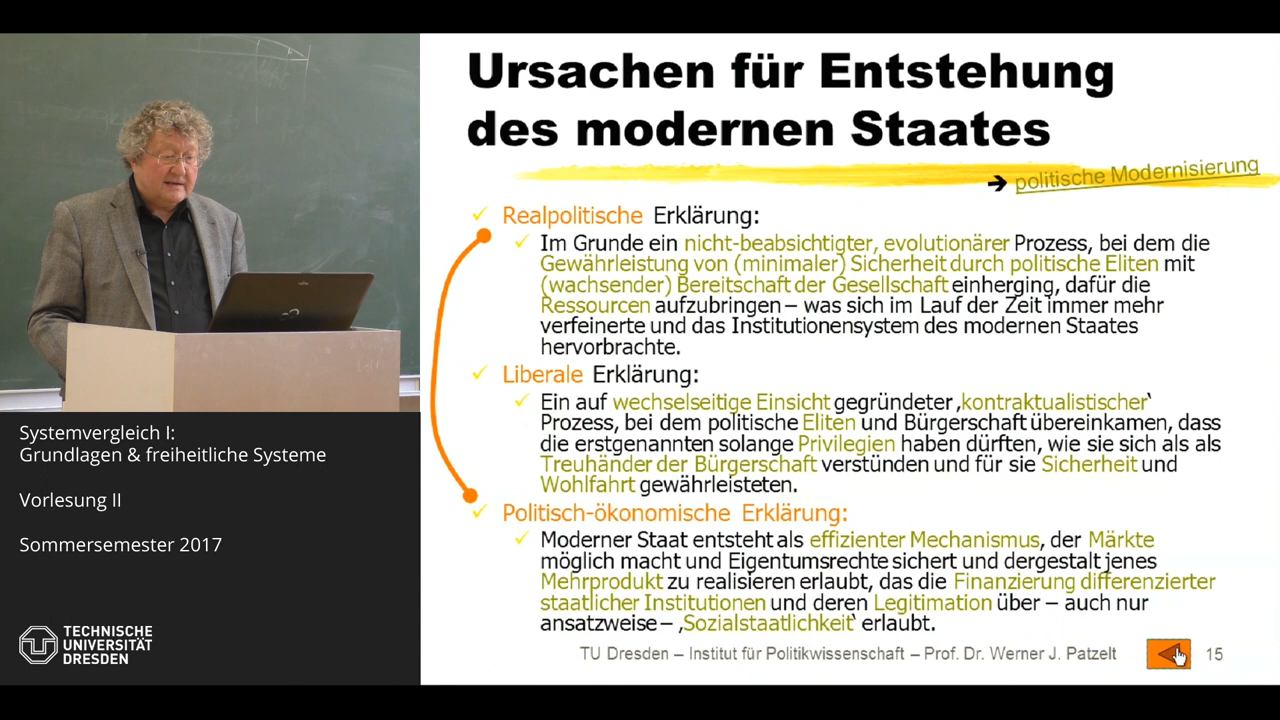 Ursachen für Entstehung
des modernen Staates
➔ politische Modernisierung
✓ Realpolitische Erklärung:
✓ Im Grunde ein nicht-beabsichtigter, evolutionärer Prozess, bei dem die
Gewährleistung von (minimaler) Sicherheit durch politische Eliten mit
(wachsender) Bereitschaft der Gesellschaft einherging, dafür die
Ressourcen aufzubringen – was sich im Lauf der Zeit immer mehr
verfeinerte und das Institutionensystem des modernen Staates
hervorbrachte.
✓ Liberale Erklärung:
✓ Ein auf wechselseitige Einsicht gegründeter ‚kontraktualistischer‘
Prozess, bei dem politische Eliten und Bürgerschaft übereinkamen, dass
die erstgenannten solange Privilegien haben dürften, wie sie sich als als
Treuhänder der Bürgerschaft verstünden und für sie Sicherheit und
Wohlfahrt gewährleisteten.
✓ Politisch-ökonomische Erklärung:
✓ Moderner Staat entsteht als effizienter Mechanismus, der Märkte
möglich macht und Eigentumsrechte sichert und dergestalt jenes
Mehrprodukt zu realisieren erlaubt, das die Finanzierung differenzierter
staatlicher Institutionen und deren Legitimation über – auch nur
ansatzweise – ‚Sozialstaatlichkeit‘ erlaubt.
TU Dresden – Institut für Politikwissenschaft – Prof. Dr. Werner J. Patzelt
15
Systemvergleich I:
Grundlagen & freiheitliche Systeme
Vorlesung II
Sommersemester 2017
TECHNISCHE
UNIVERSITÄT
DRESDEN